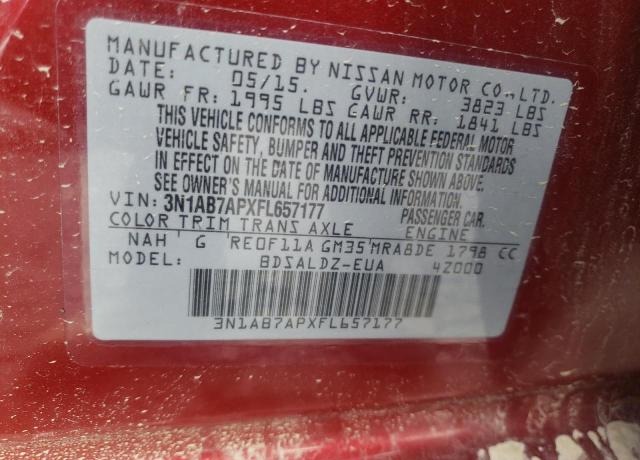 MANUFACTURED BY NISSAN MOTOR CO.,LTD.
DATE: 05/15. GVWR: 3823 LBS
GAWR FR: 1995 LBS GAWR RR: 1841 LBS
THIS VEHICLE CONFORMS TO ALL APPLICABLE FEDERAL MOTOR
VEHICLE SAFETY, BUMPER AND THEFT PREVENTION STANDARDS
IN EFFECT ON THE DATE OF MANUFACTURE SHOWN ABOVE.
SEE OWNER'S MANUAL FOR ADDITIONAL INFORMATION.
VIN: 3N1AB7APXFL657177 PASSENGER CAR.
COLOR TRIM TRANS AXLE ENGINE
NAH G RE0F11A GM35 MRA8DE 1798 CC
MODEL: BDSALDZ-EUA 4Z000
3N1AB7APXFL657177